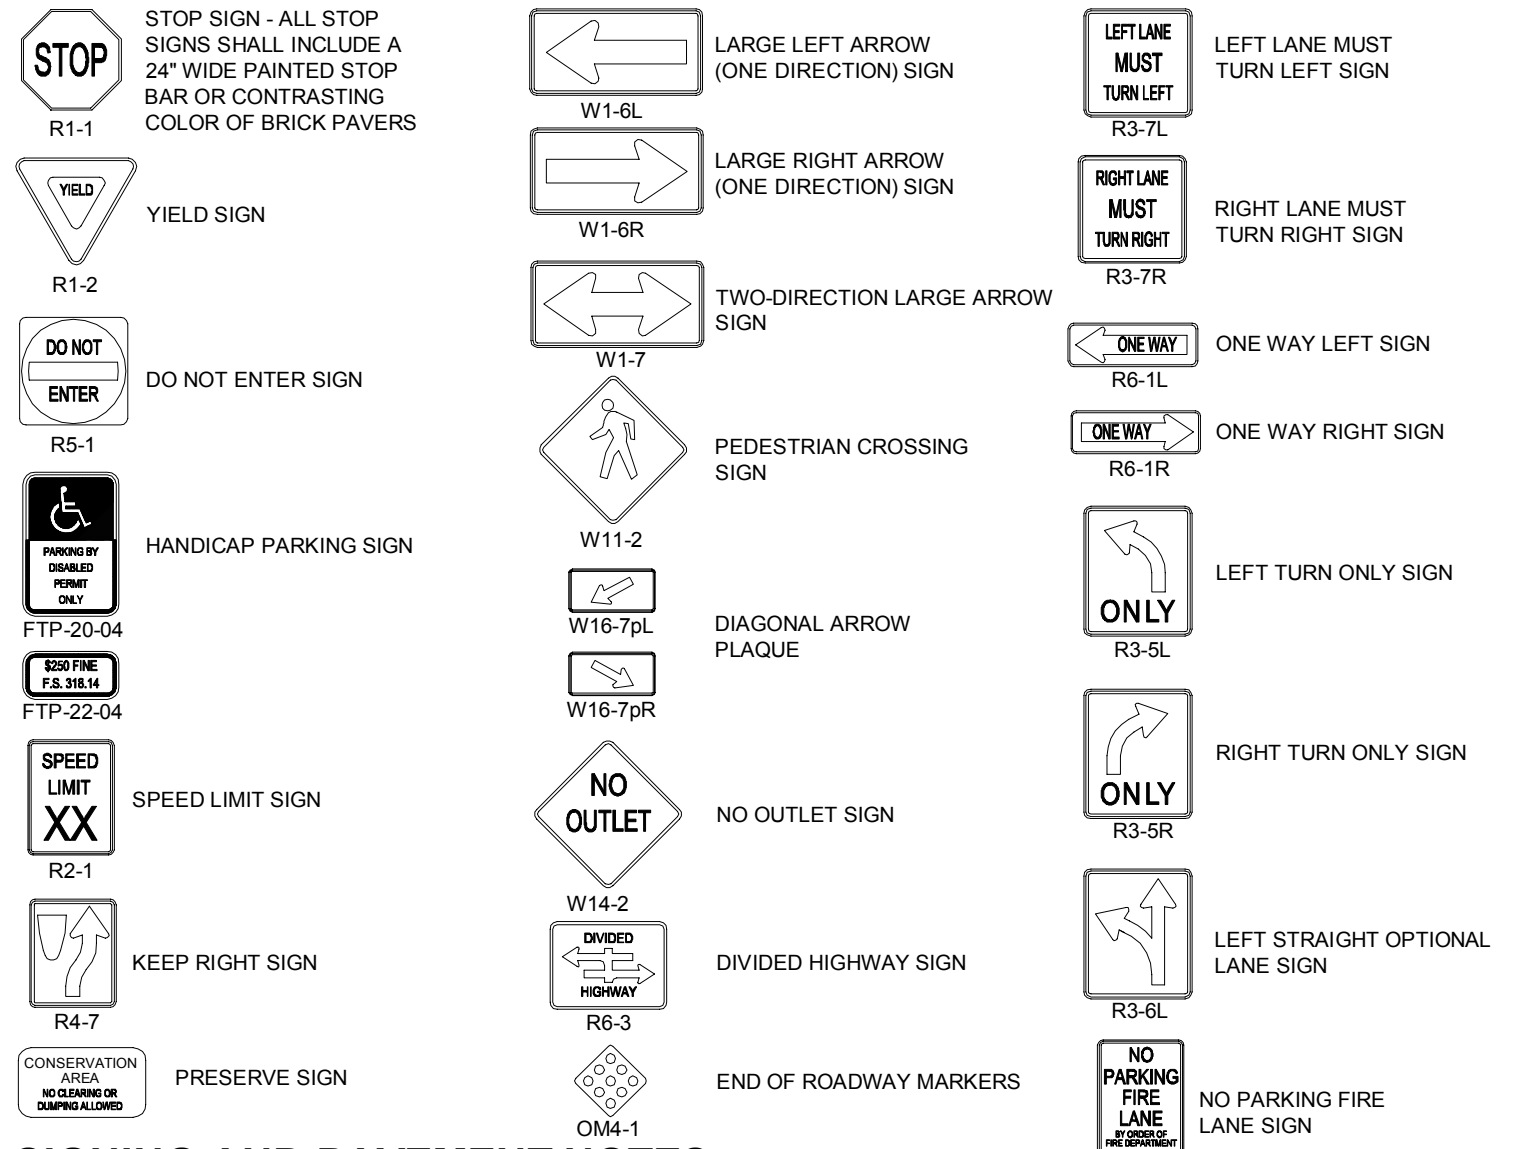 STOP
R1-1
STOP SIGN - ALL STOP
SIGNS SHALL INCLUDE A
24" WIDE PAINTED STOP
BAR OR CONTRASTING
COLOR OF BRICK PAVERS
YIELD
R1-2
YIELD SIGN
DO NOT
ENTER
R5-1
DO NOT ENTER SIGN
PARKING BY
DISABLED
PERMIT
ONLY
FTP-20-04
HANDICAP PARKING SIGN
$250 FINE
F.S. 318.14
FTP-22-04
SPEED
LIMIT
XX
R2-1
SPEED LIMIT SIGN
R4-7
KEEP RIGHT SIGN
CONSERVATION
AREA
NO CLEARING OR
DUMPING ALLOWED
PRESERVE SIGN
W1-6L
LARGE LEFT ARROW
(ONE DIRECTION) SIGN
W1-6R
LARGE RIGHT ARROW
(ONE DIRECTION) SIGN
W1-7
TWO-DIRECTION LARGE ARROW
SIGN
W11-2
PEDESTRIAN CROSSING
SIGN
W16-7pL
W16-7pR
DIAGONAL ARROW
PLAQUE
NO
OUTLET
W14-2
NO OUTLET SIGN
DIVIDED
HIGHWAY
R6-3
DIVIDED HIGHWAY SIGN
OM4-1
END OF ROADWAY MARKERS
LEFT LANE
MUST
TURN LEFT
R3-7L
LEFT LANE MUST
TURN LEFT SIGN
RIGHT LANE
MUST
TURN RIGHT
R3-7R
RIGHT LANE MUST
TURN RIGHT SIGN
ONE WAY
R6-1L
ONE WAY LEFT SIGN
ONE WAY
R6-1R
ONE WAY RIGHT SIGN
ONLY
R3-5L
LEFT TURN ONLY SIGN
ONLY
R3-5R
RIGHT TURN ONLY SIGN
R3-6L
LEFT STRAIGHT OPTIONAL
LANE SIGN
NO
PARKING
FIRE
LANE
BY ORDER OF
FIRE DEPARTMENT
NO PARKING FIRE
LANE SIGN
SIGNING AND PAVEMENT NOTES